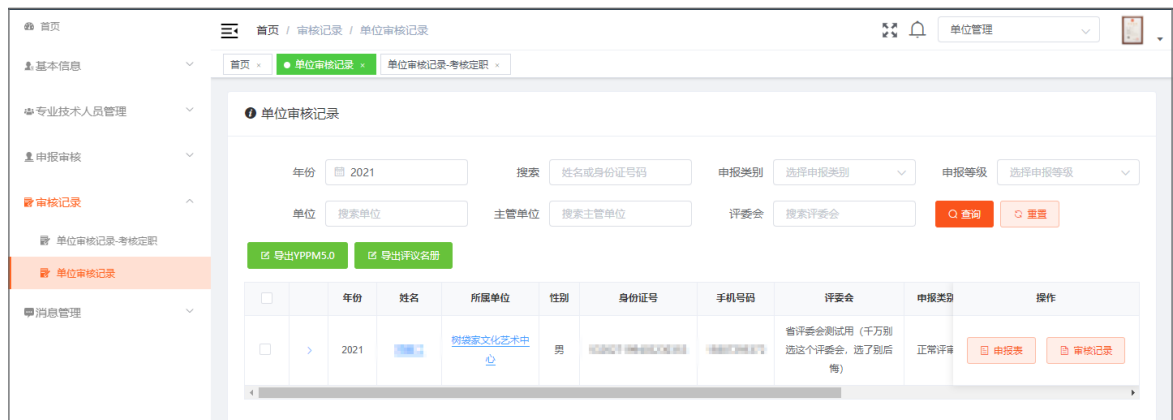 首页
基本信息
专业技术人员管理
申报审核
审核记录
单位审核记录-考核定职
单位审核记录
消息管理
首页 / 审核记录 / 单位审核记录
单位管理
首页 ×
单位审核记录 ×
单位审核记录-考核定职 ×
单位审核记录
年份 2021 搜索 姓名或身份证号码 申报类别 选择申报类别 申报等级 选择申报等级
单位 搜索单位 主管单位 搜索主管单位 评委会 搜索评委会 查询 重置
导出YPPM5.0 导出评议名册
年份 姓名 所属单位 性别 身份证号 手机号码 评委会 申报类别 操作
2021 树袋家文化艺术中心 男 省评委会测试用（千万别选这个评委会，选了别后悔） 正常评审 申报表 审核记录